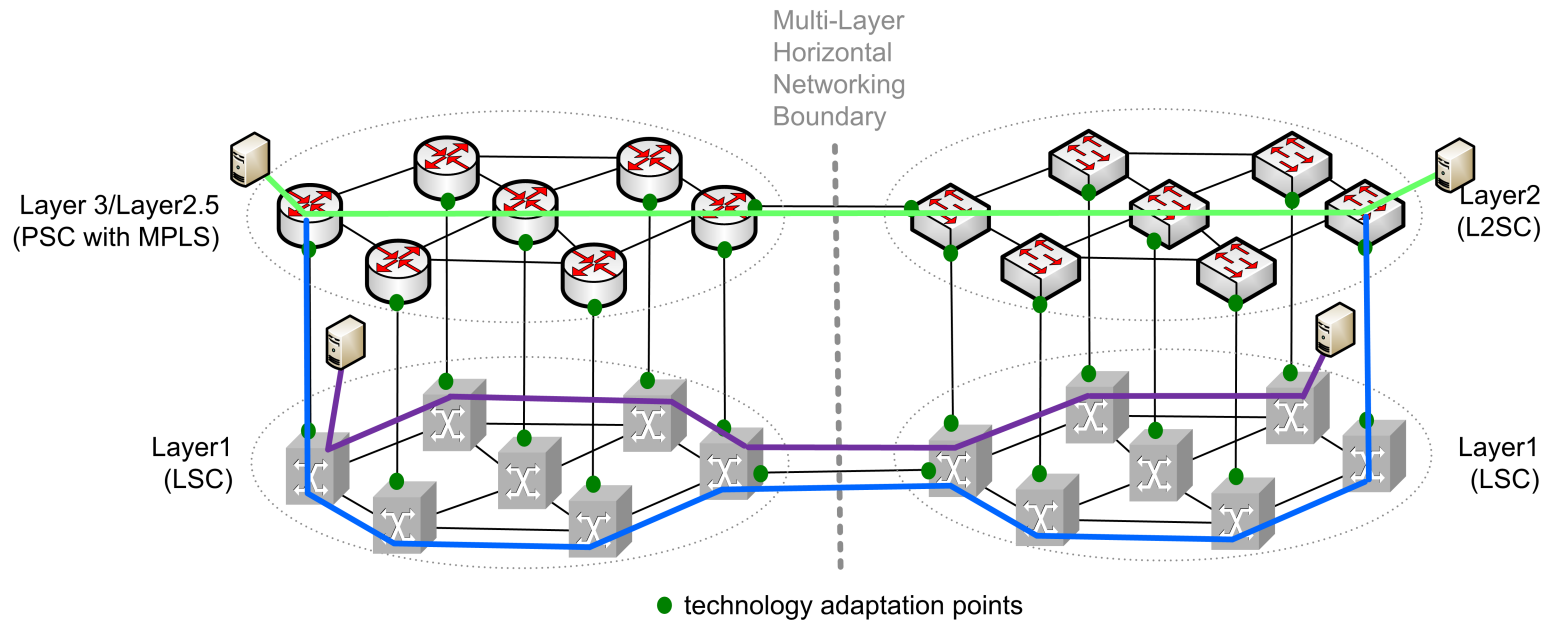 Multi-Layer
Horizontal
Networking
Boundary
Layer 3/Layer2.5
(PSC with MPLS)
Layer2
(L2SC)
Layer1
(LSC)
Layer1
(LSC)
technology adaptation points